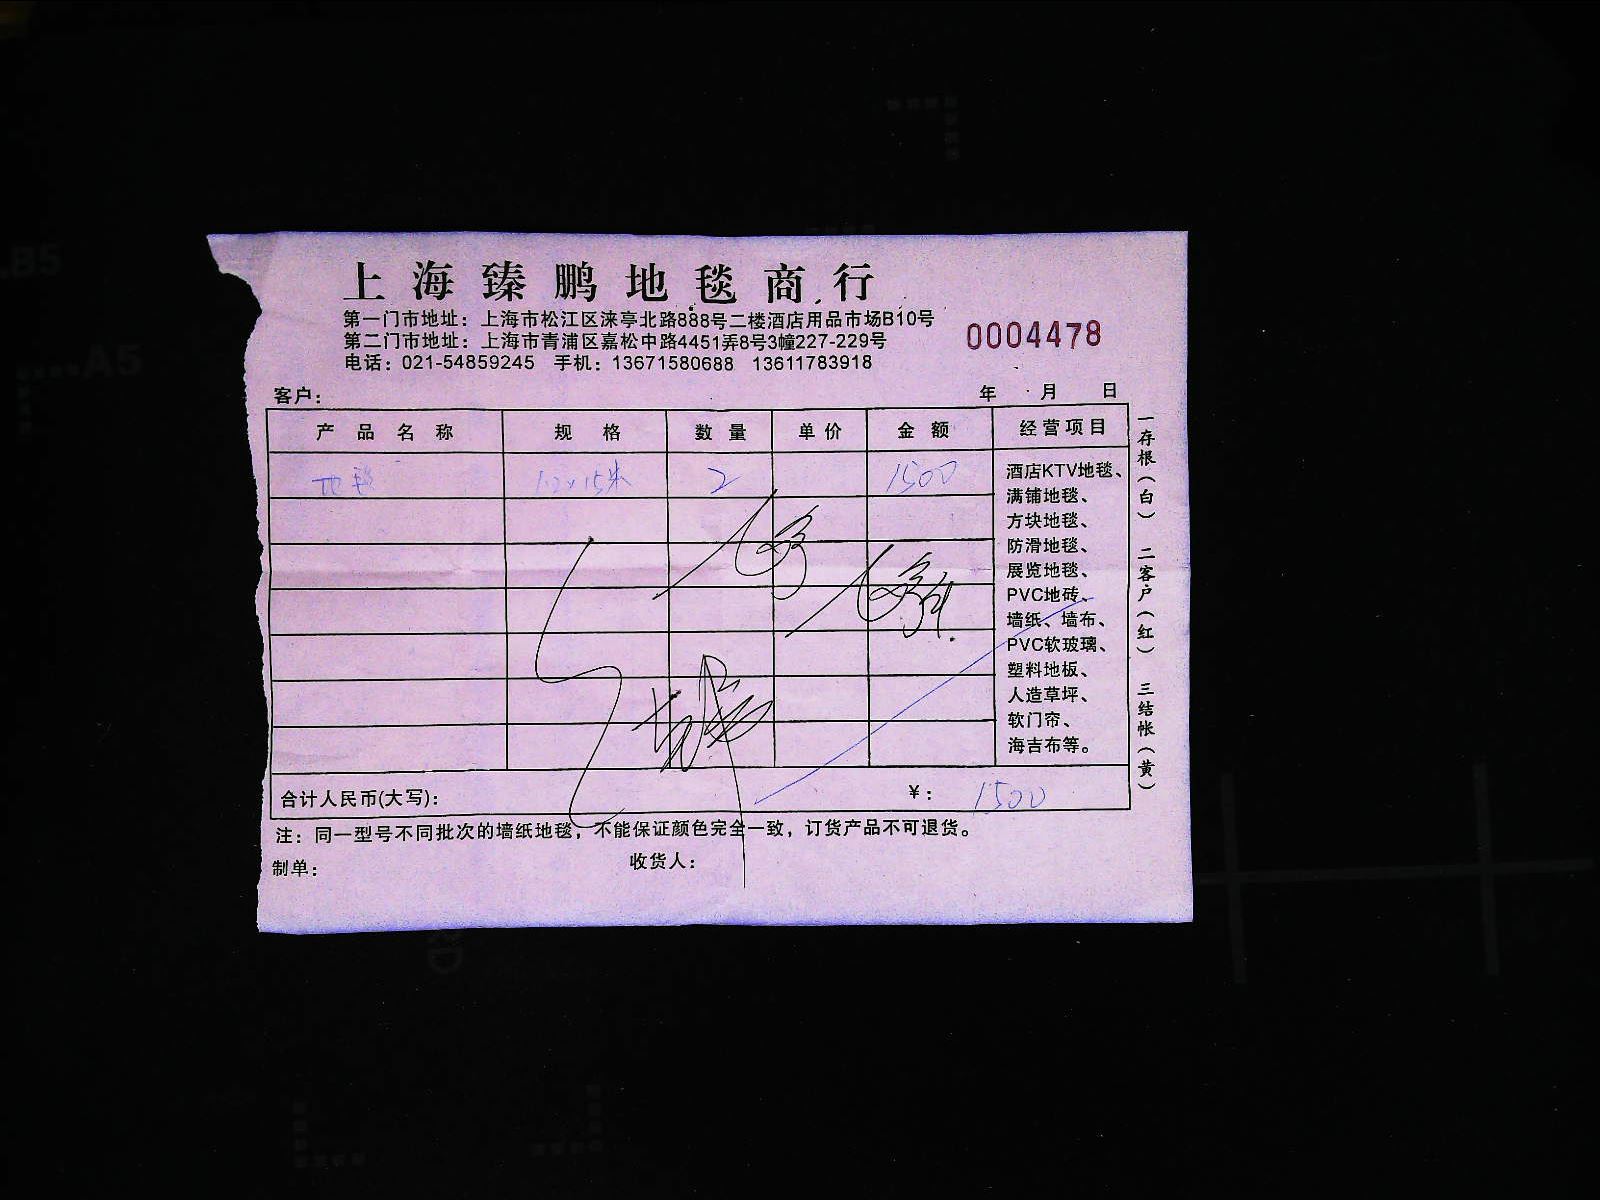 上海臻鹏地毯商行
第一门市地址：上海市松江区涞亭北路888号二楼酒店用品市场B10号
第二门市地址：上海市青浦区嘉松中路4451弄8号3幢227-229号
电话：021-54859245 手机：13671580688 13611783918
0004478
客户： 年 月 日
产品名称 规格 数量 单价 金额 经营项目
地毯 1.2×15米 2 1500
酒店KTV地毯、
满铺地毯、
方块地毯、
防滑地毯、
展览地毯、
PVC地砖、
墙纸、墙布、
PVC软玻璃、
塑料地板、
人造草坪、
软门帘、
海吉布等。
合计人民币(大写)： ¥：1500
注：同一型号不同批次的墙纸地毯，不能保证颜色完全一致，订货产品不可退货。
制单： 收货人：
一存根（白） 二客户（红） 三结帐（黄）
B5
A5